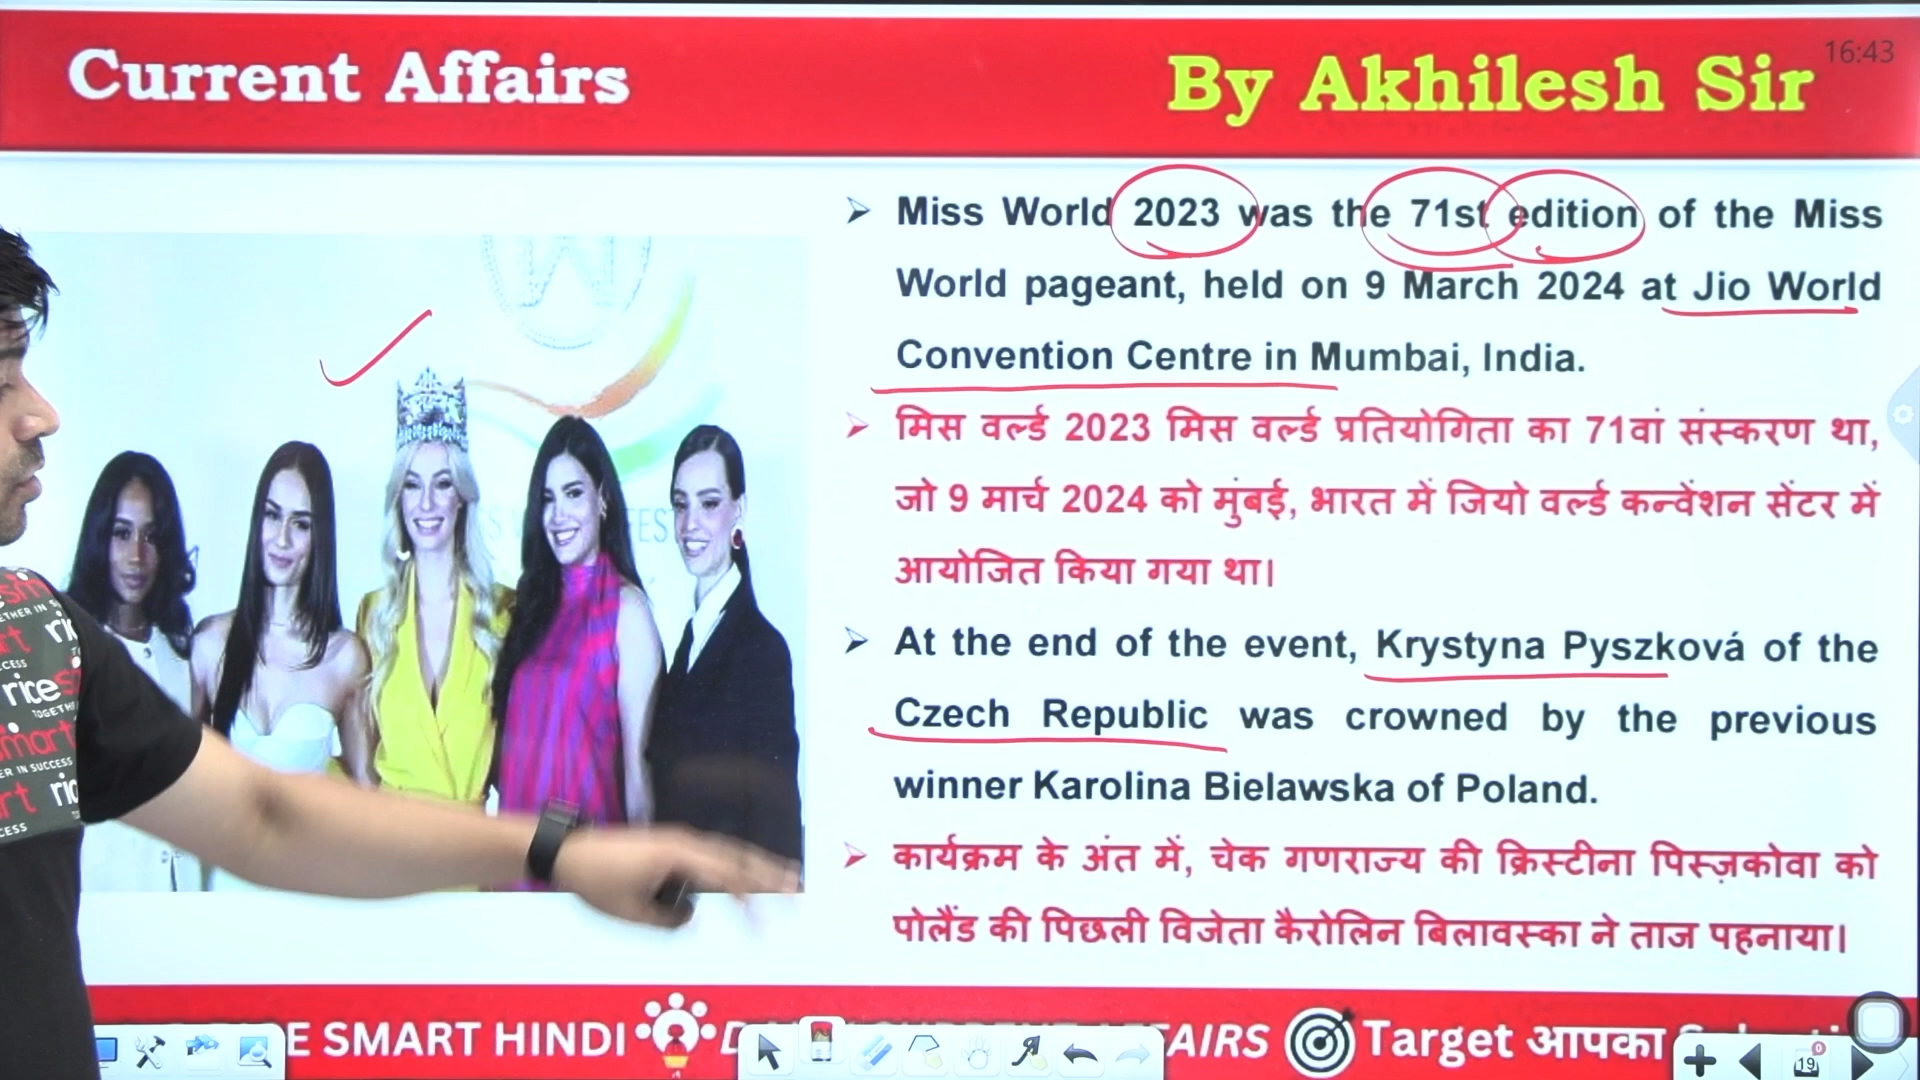 Current Affairs
By Akhilesh Sir
16:43
➢ Miss World 2023 was the 71st edition of the Miss
World pageant, held on 9 March 2024 at Jio World
Convention Centre in Mumbai, India.
➢ मिस वर्ल्ड 2023 मिस वर्ल्ड प्रतियोगिता का 71वां संस्करण था,
जो 9 मार्च 2024 को मुंबई, भारत में जियो वर्ल्ड कन्वेंशन सेंटर में
आयोजित किया गया था।
➢ At the end of the event, Krystyna Pyszková of the
Czech Republic was crowned by the previous
winner Karolina Bielawska of Poland.
➢ कार्यक्रम के अंत में, चेक गणराज्य की क्रिस्टीना पिस्ज़कोवा को
पोलैंड की पिछली विजेता कैरोलिन बिलावस्का ने ताज पहनाया।
rice
SMART HINDI
Target आपका
19
0